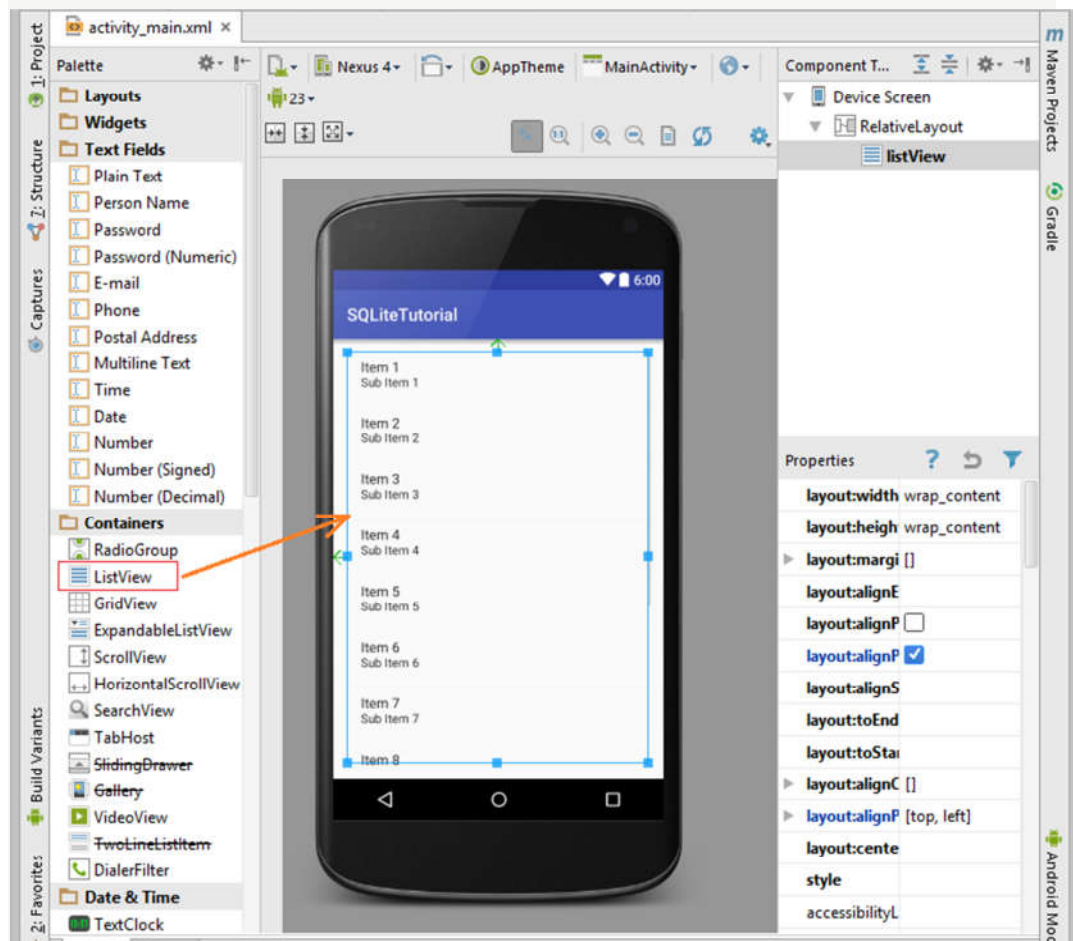 activity_main.xml ×
1: Project
7: Structure
Captures
Build Variants
2: Favorites
Palette
Layouts
Widgets
Text Fields
Plain Text
Person Name
Password
Password (Numeric)
E-mail
Phone
Postal Address
Multiline Text
Time
Date
Number
Number (Signed)
Number (Decimal)
Containers
RadioGroup
ListView
GridView
ExpandableListView
ScrollView
HorizontalScrollView
SearchView
TabHost
SlidingDrawer
Gallery
VideoView
TwoLineListItem
DialerFilter
Date & Time
TextClock
Nexus 4
AppTheme
MainActivity
23
1:1
6:00
SQLiteTutorial
Item 1
Sub Item 1
Item 2
Sub Item 2
Item 3
Sub Item 3
Item 4
Sub Item 4
Item 5
Sub Item 5
Item 6
Sub Item 6
Item 7
Sub Item 7
Item 8
Component T...
Device Screen
RelativeLayout
listView
Properties
?
layout:width wrap_content
layout:heigh wrap_content
layout:margi []
layout:alignE
layout:alignP
layout:alignP
layout:alignS
layout:toEnd
layout:toStar
layout:alignC []
layout:alignP [top, left]
layout:cente
style
accessibilityL
m
Maven Projects
Gradle
Android Mod